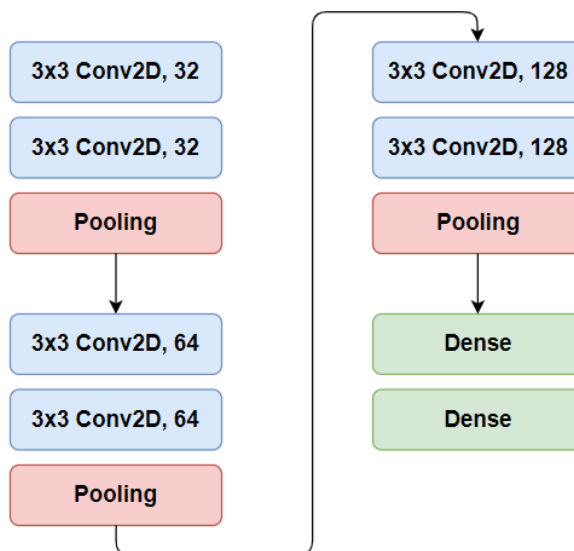 3x3 Conv2D, 32
3x3 Conv2D, 32
Pooling
3x3 Conv2D, 64
3x3 Conv2D, 64
Pooling
3x3 Conv2D, 128
3x3 Conv2D, 128
Pooling
Dense
Dense